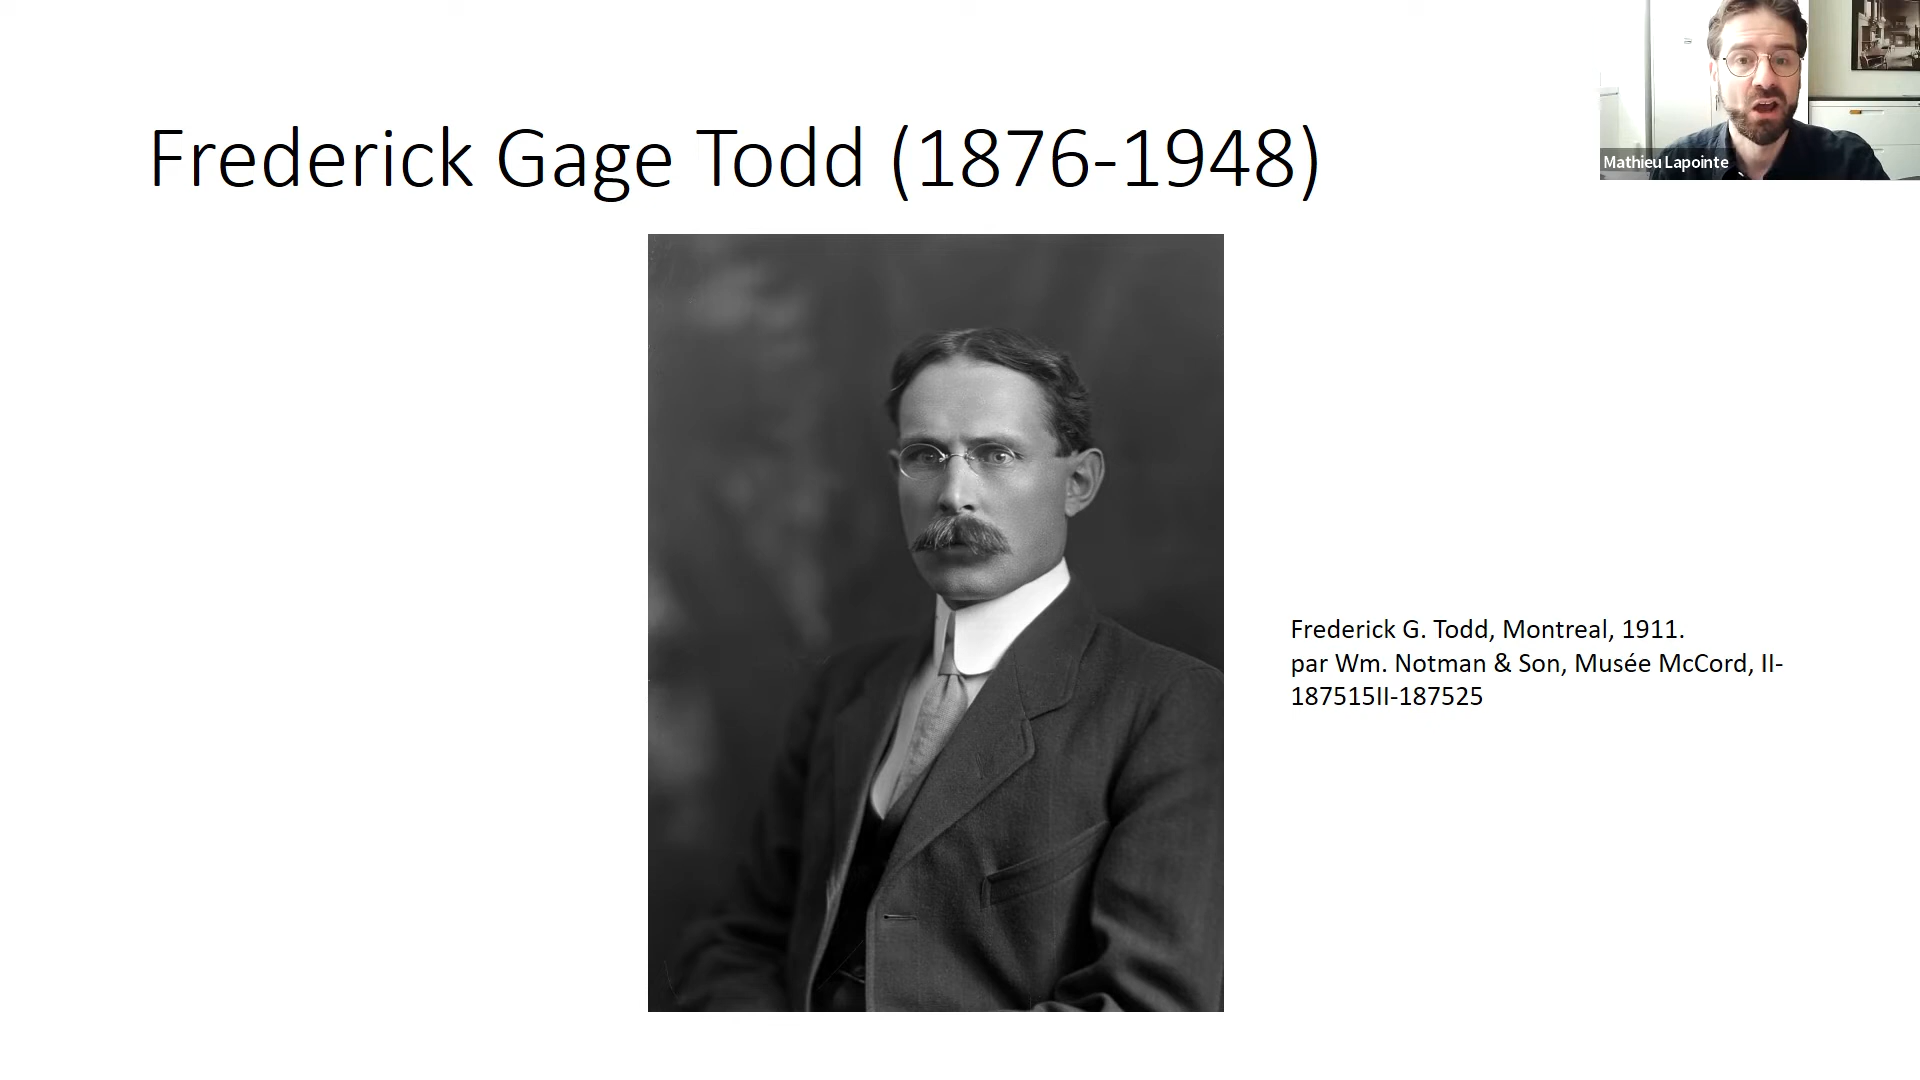 Frederick Gage Todd (1876-1948)
Mathieu Lapointe
Frederick G. Todd, Montreal, 1911.
par Wm. Notman & Son, Musée McCord, II-
187515II-187525